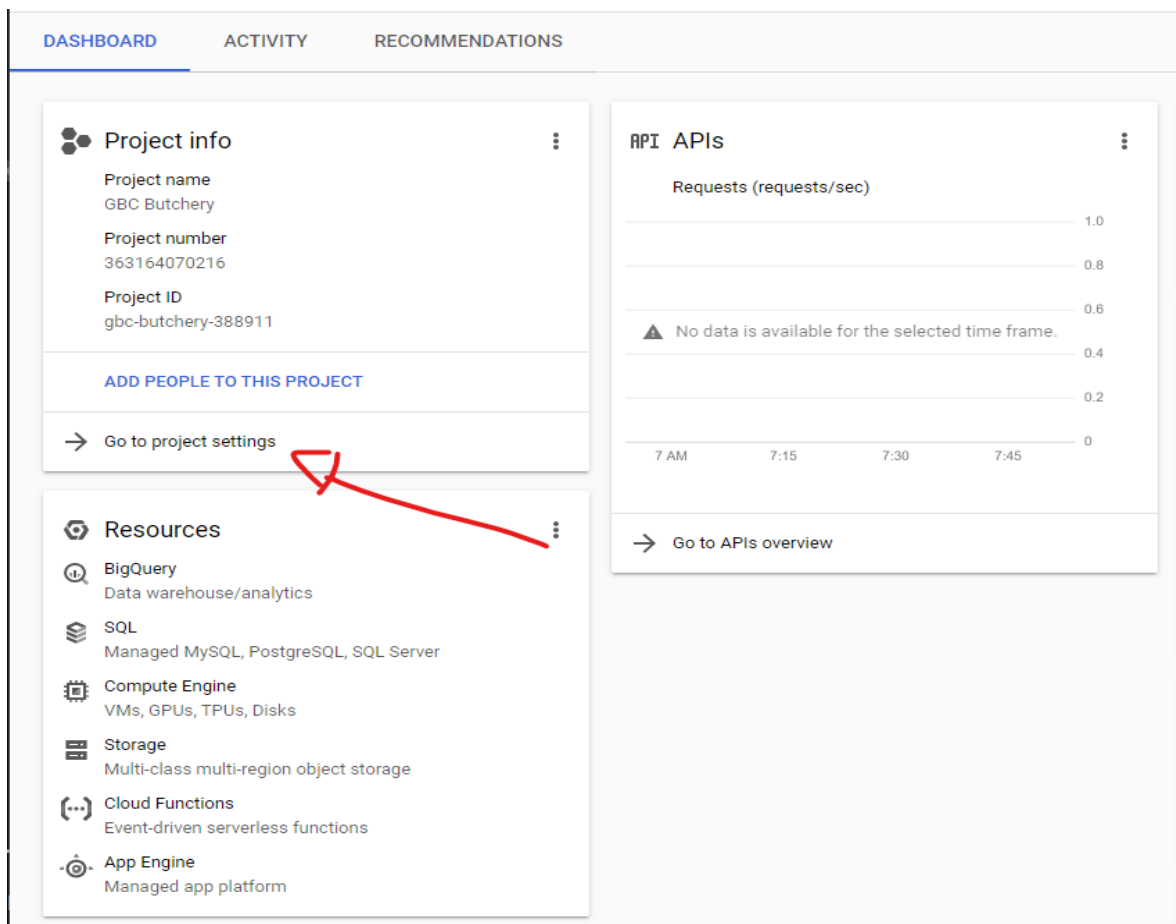 DASHBOARD ACTIVITY RECOMMENDATIONS
Project info
Project name
GBC Butchery
Project number
363164070216
Project ID
gbc-butchery-388911
ADD PEOPLE TO THIS PROJECT
Go to project settings
API APIs
Requests (requests/sec)
1.0
0.8
0.6
No data is available for the selected time frame.
0.4
0.2
0
7 AM 7:15 7:30 7:45
Go to APIs overview
Resources
BigQuery
Data warehouse/analytics
SQL
Managed MySQL, PostgreSQL, SQL Server
Compute Engine
VMs, GPUs, TPUs, Disks
Storage
Multi-class multi-region object storage
Cloud Functions
Event-driven serverless functions
App Engine
Managed app platform